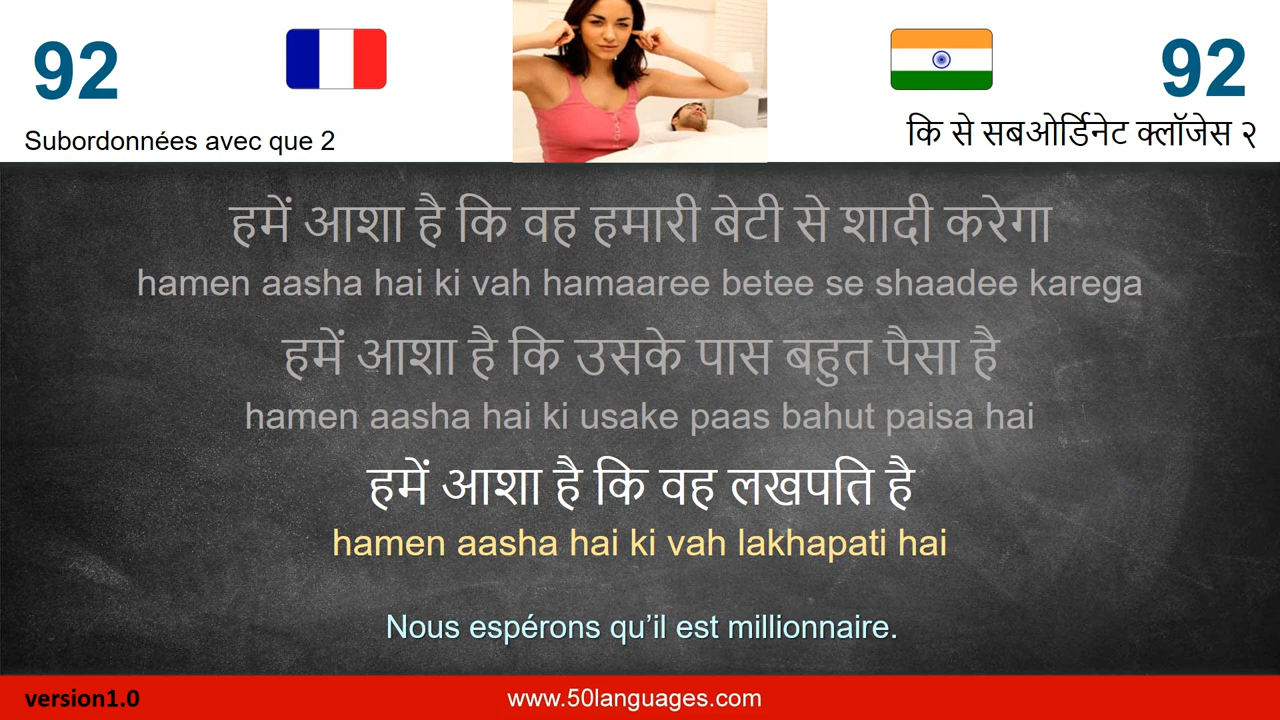 92
92
Subordonnées avec que 2
कि से सबओर्डिनेट क्लॉजेस २
हमें आशा है कि वह हमारी बेटी से शादी करेगा
hamen aasha hai ki vah hamaaree betee se shaadee karega
हमें आशा है कि उसके पास बहुत पैसा है
hamen aasha hai ki usake paas bahut paisa hai
हमें आशा है कि वह लखपति है
hamen aasha hai ki vah lakhapati hai
Nous espérons qu’il est millionnaire.
version1.0
www.50languages.com